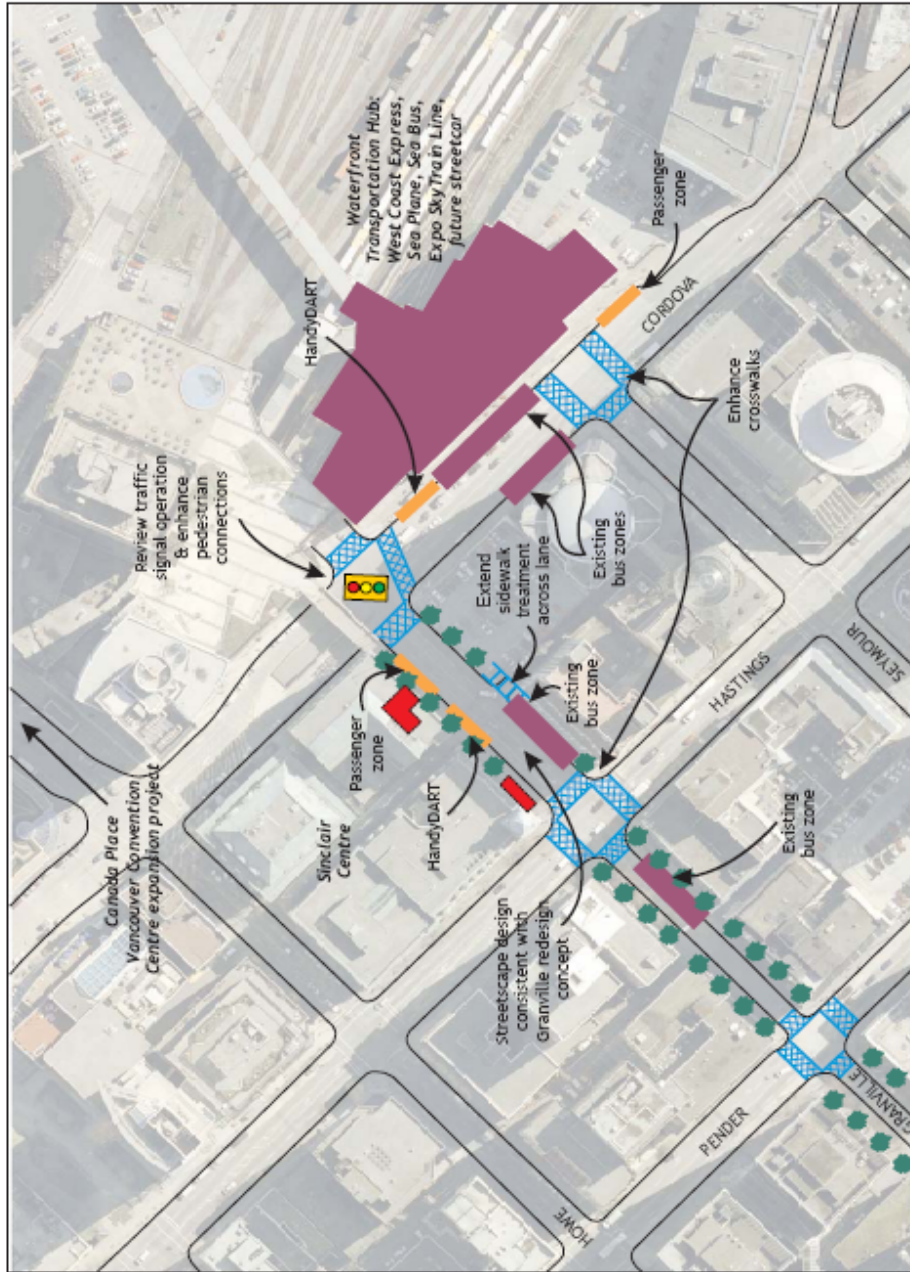 Canada Place
Vancouver Convention
Centre expansion project
Review traffic
signal operation
& enhance
pedestrian
connections
HandyDART
Waterfront
Transportation Hub:
West Coast Express,
Sea Plane, Sea Bus,
Expo SkyTrain Line,
future streetcar
Sinclair
Centre
Passenger
zone
HandyDART
Extend
sidewalk
treatment
across lane
Existing
bus zone
Existing
bus zones
Enhance
crosswalks
Passenger
zone
CORDOVA
Streetscape design
consistent with
Granville redesign
concept
Existing
bus zone
HASTINGS
SEYMOUR
HOWE
PENDER
GRANVILLE